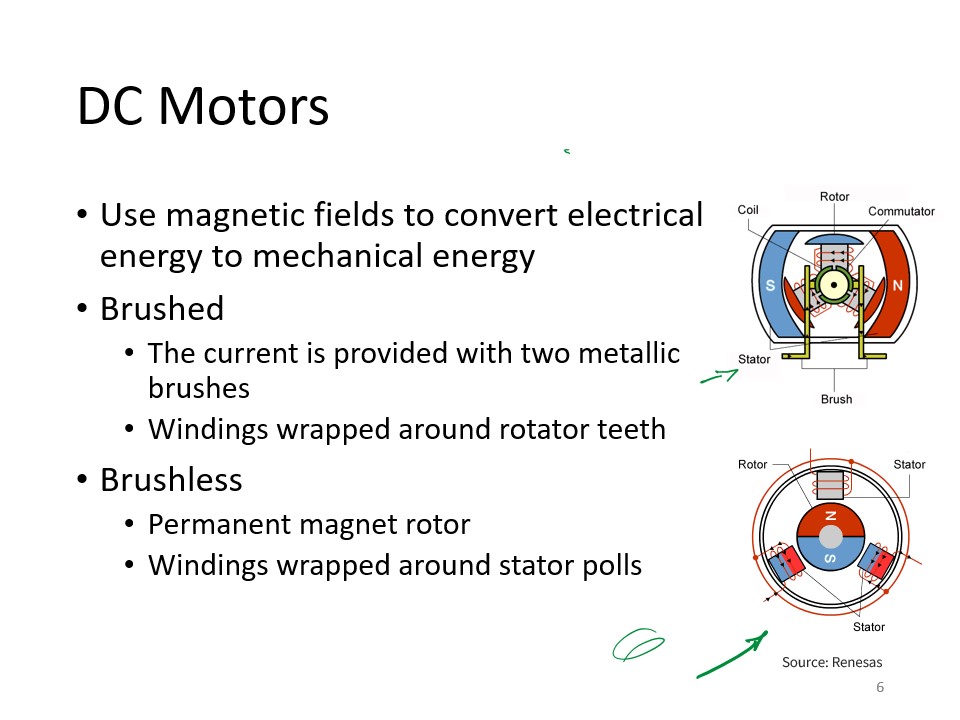 DC Motors
• Use magnetic fields to convert electrical
energy to mechanical energy
• Brushed
• The current is provided with two metallic
brushes
• Windings wrapped around rotator teeth
• Brushless
• Permanent magnet rotor
• Windings wrapped around stator polls
Rotor
Coil
Commutator
S
N
Stator
Brush
Rotor
Stator
N
S
Stator
Source: Renesas
6